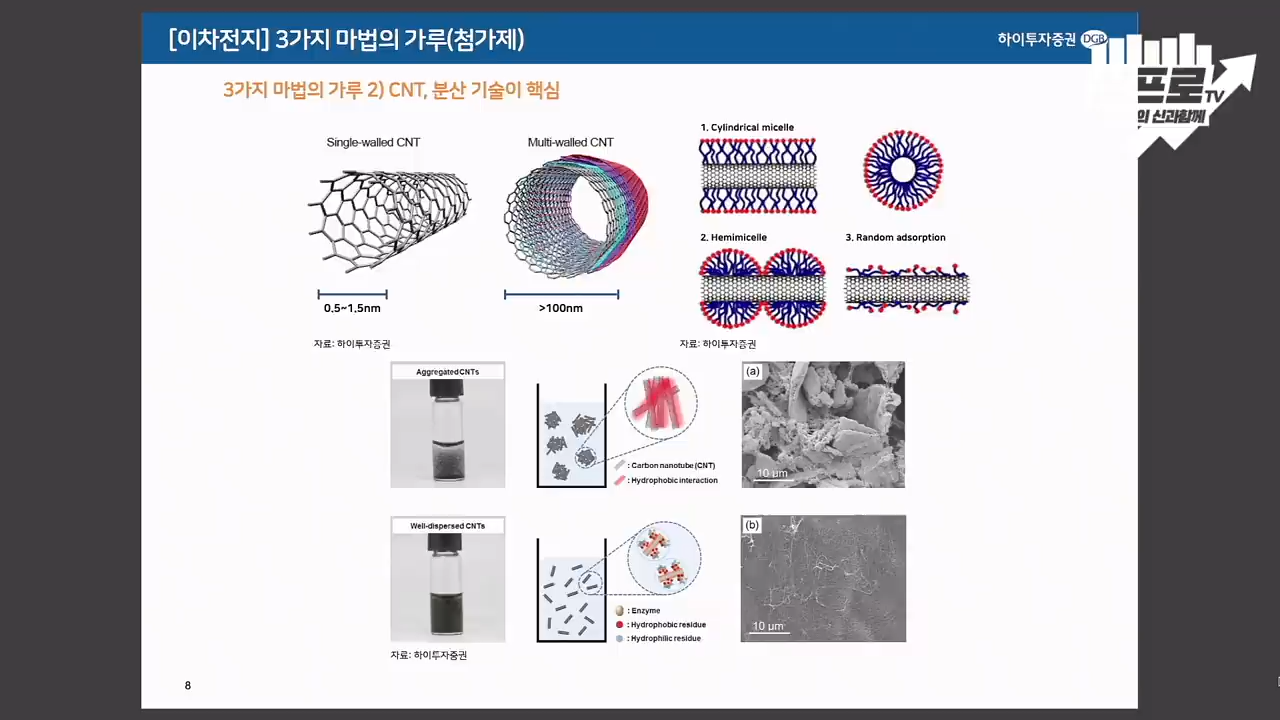 [이차전지] 3가지 마법의 가루(첨가제)
하이투자증권 DGB
프로TV
의 신과함께
3가지 마법의 가루 2) CNT, 분산 기술이 핵심
Single-walled CNT
Multi-walled CNT
0.5~1.5nm
>100nm
자료: 하이투자증권
1. Cylindrical micelle
2. Hemimicelle
3. Random adsorption
자료: 하이투자증권
Aggregated CNTs
: Carbon nanotube (CNT)
: Hydrophobic interaction
(a)
10 μm
Well-dispersed CNTs
: Enzyme
: Hydrophobic residue
: Hydrophilic residue
(b)
10 μm
자료: 하이투자증권
8